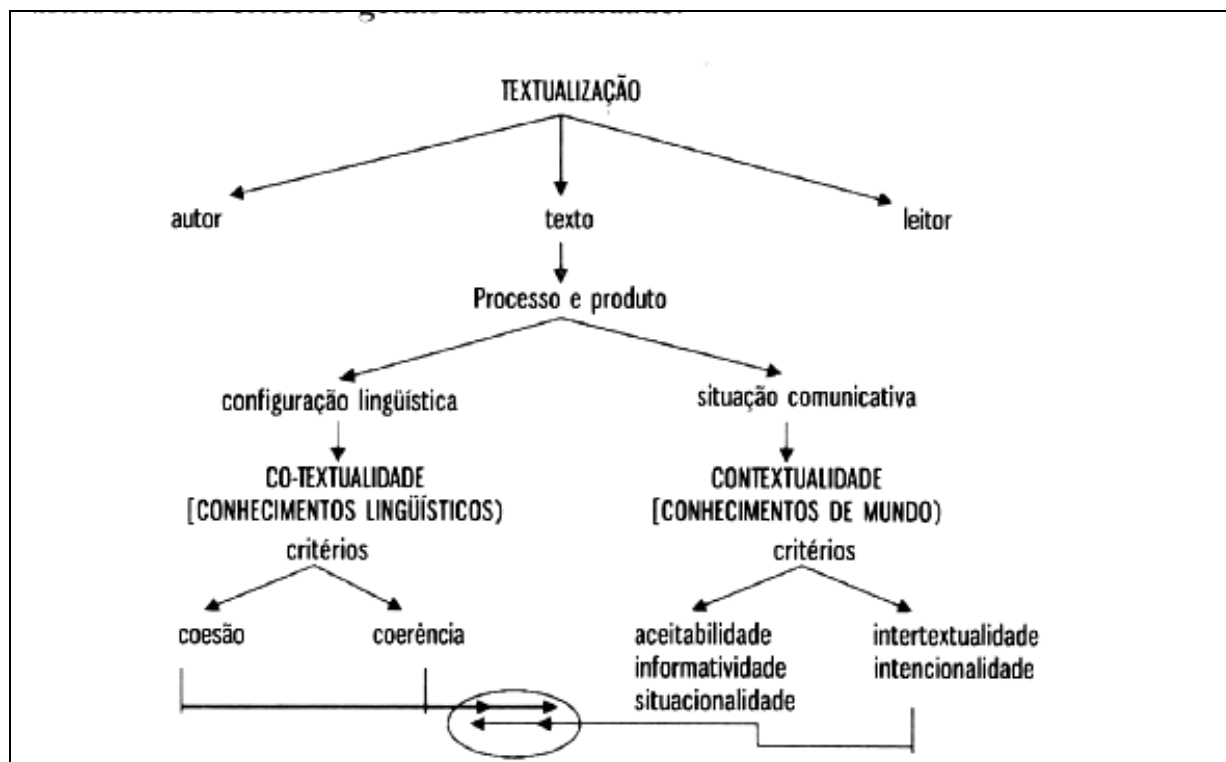 TEXTUALIZAÇÃO
autor texto leitor
Processo e produto
configuração lingüística situação comunicativa
CO-TEXTUALIDADE CONTEXTUALIDADE
[CONHECIMENTOS LINGÜÍSTICOS) [CONHECIMENTOS DE MUNDO)
critérios critérios
coesão coerência aceitabilidade intertextualidade
informatividade intencionalidade
situacionalidade